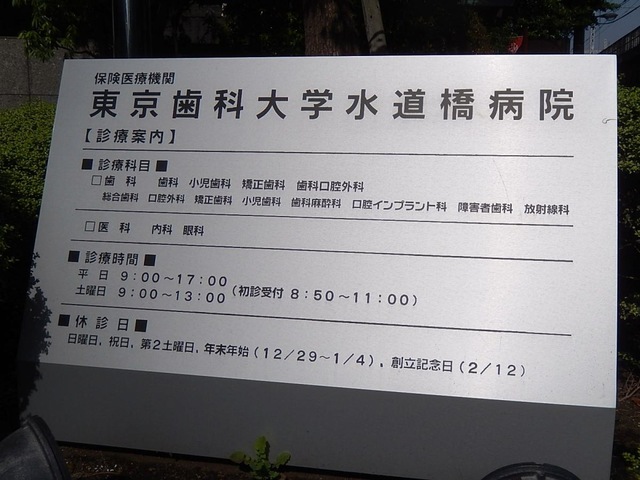 保険医療機関
東京歯科大学水道橋病院
【診療案内】
■診療科目■
□歯科 歯科 小児歯科 矯正歯科 歯科口腔外科
総合歯科 口腔外科 矯正歯科 小児歯科 歯科麻酔科 口腔インプラント科 障害者歯科 放射線科
□医科 内科 眼科
■診療時間■
平日 9:00〜17:00
土曜日 9:00〜13:00 (初診受付 8:50〜11:00)
■休診日■
日曜日, 祝日, 第2土曜日, 年末年始 (12/29〜1/4), 創立記念日 (2/12)